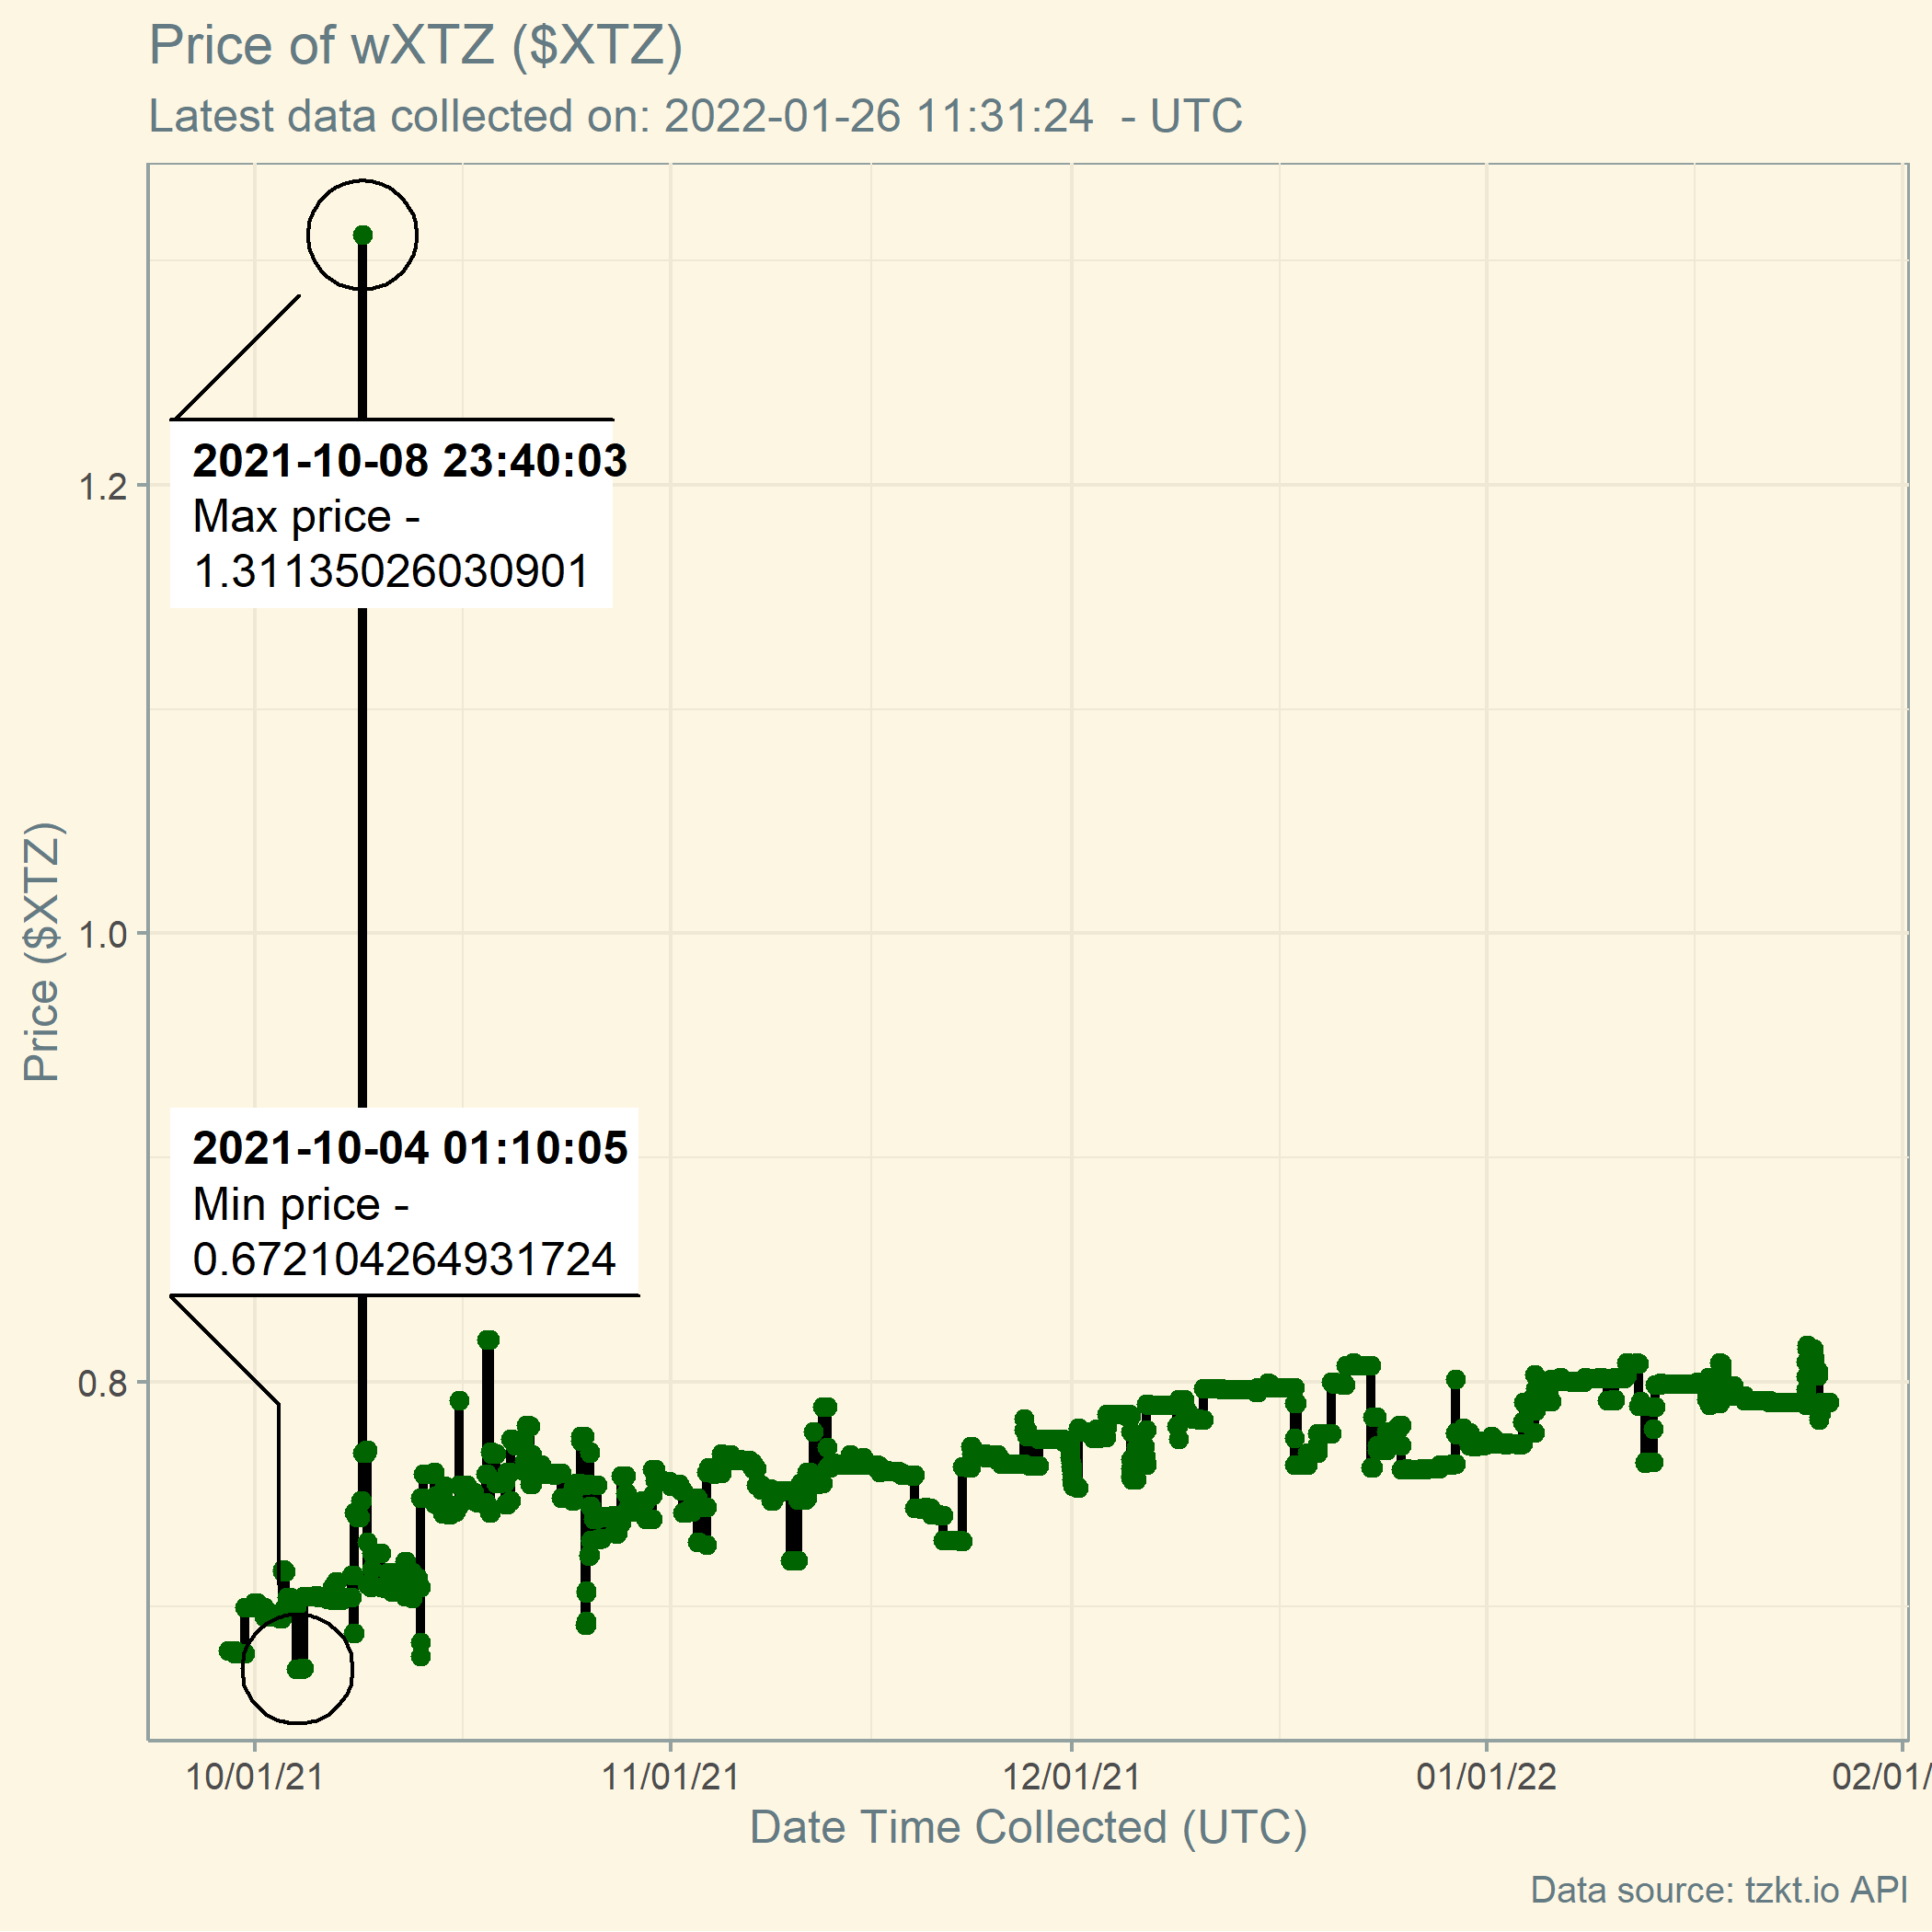 Price of wXTZ ($XTZ)
Latest data collected on: 2022-01-26 11:31:24  - UTC
2021-10-08 23:40:03
Max price -
1.31135026030901
1.2
Price ($XTZ)
1.0
2021-10-04 01:10:05
Min price -
0.672104264931724
0.8
10/01/21
11/01/21
12/01/21
01/01/22
02/01/
Date Time Collected (UTC)
Data source: tzkt.io API